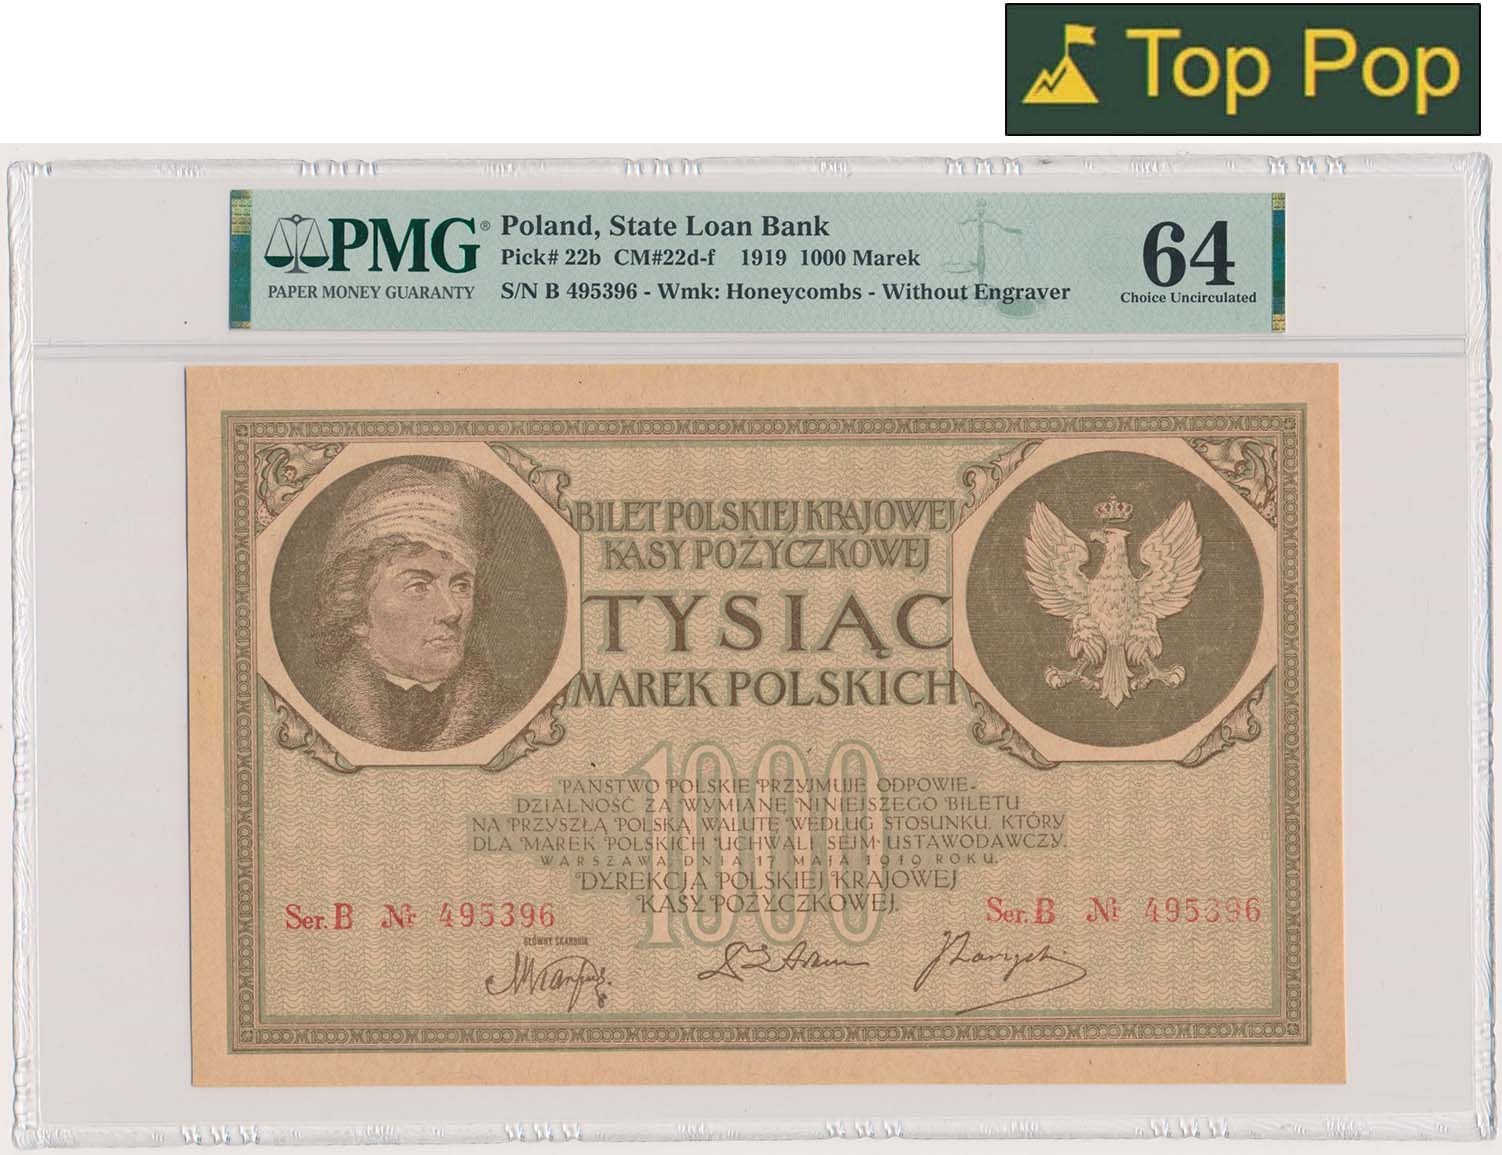 Top Pop
PMG® Poland, State Loan Bank
Pick# 22b CM#22d-f 1919 1000 Marek
64
PAPER MONEY GUARANTY
S/N B 495396 - Wmk: Honeycombs - Without Engraver
Choice Uncirculated
BILET POLSKIEJ KRAJOWEJ
KASY POŻYCZKOWEJ
TYSIĄC
MAREK POLSKICH
1000
PAŃSTWO POLSKIE PRZYJMUJE ODPOWIE-
DZIALNOŚĆ ZA WYMIANĘ NINIEJSZEGO BILETU
NA PRZYSZŁĄ POLSKĄ WALUTĘ WEDŁUG STOSUNKU, KTÓRY
DLA MAREK POLSKICH UCHWALI SEJM USTAWODAWCZY.
WARSZAWA, DNIA 17 MAJA 1919 ROKU.
DYREKCJA POLSKIEJ KRAJOWEJ
KASY POŻYCZKOWEJ.
Ser. B № 495396
Ser. B № 495396
GŁÓWNY SKARBNIK